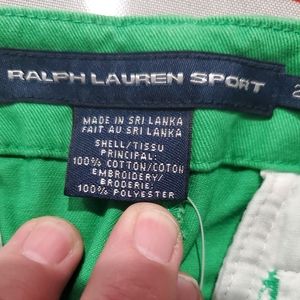 RALPH LAUREN SPORT
2
MADE IN SRI LANKA
FAIT AU SRI LANKA
SHELL/TISSU
PRINCIPAL:
100% COTTON/COTON
EMBROIDERY/
BRODERIE:
100% POLYESTER